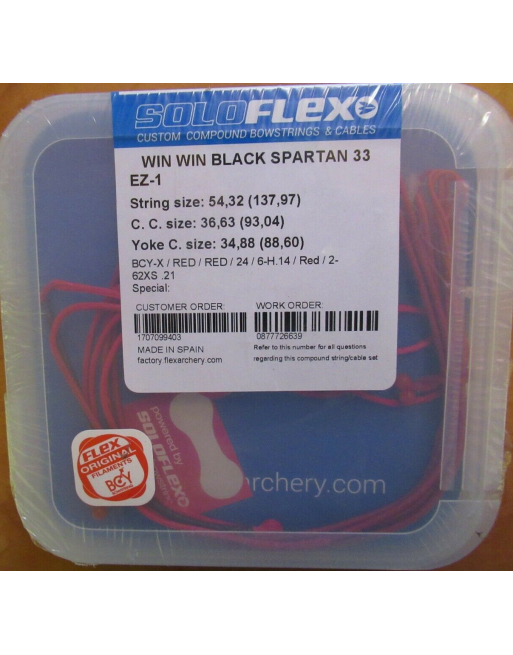 SOLOFLEX
CUSTOM COMPOUND BOWSTRINGS & CABLES
WIN WIN BLACK SPARTAN 33
EZ-1
String size: 54,32 (137,97)
C. C. size: 36,63 (93,04)
Yoke C. size: 34,88 (88,60)
BCY-X / RED / RED / 24 / 6-H.14 / Red / 2-
62XS .21
Special:
CUSTOMER ORDER: WORK ORDER:
1707099403 0877726639
MADE IN SPAIN Refer to this number for all questions
factory.flexarchery.com regarding this compound string/cable set
powered by
SOLOFLEX
FLEX
ORIGINAL
FILAMENTS
BCY
archery.com